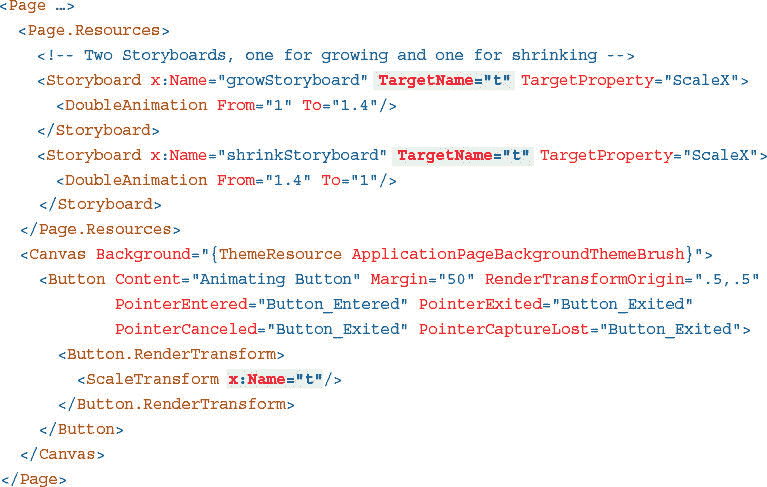 <Page …>
<Page.Resources>
<!-- Two Storyboards, one for growing and one for shrinking -->
<Storyboard x:Name="growStoryboard" TargetName="t" TargetProperty="ScaleX">
<DoubleAnimation From="1" To="1.4"/>
</Storyboard>
<Storyboard x:Name="shrinkStoryboard" TargetName="t" TargetProperty="ScaleX">
<DoubleAnimation From="1.4" To="1"/>
</Storyboard>
</Page.Resources>
<Canvas Background="{ThemeResource ApplicationPageBackgroundThemeBrush}">
<Button Content="Animating Button" Margin="50" RenderTransformOrigin=".5,.5"
PointerEntered="Button_Entered" PointerExited="Button_Exited"
PointerCanceled="Button_Exited" PointerCaptureLost="Button_Exited">
<Button.RenderTransform>
<ScaleTransform x:Name="t"/>
</Button.RenderTransform>
</Button>
</Canvas>
</Page>